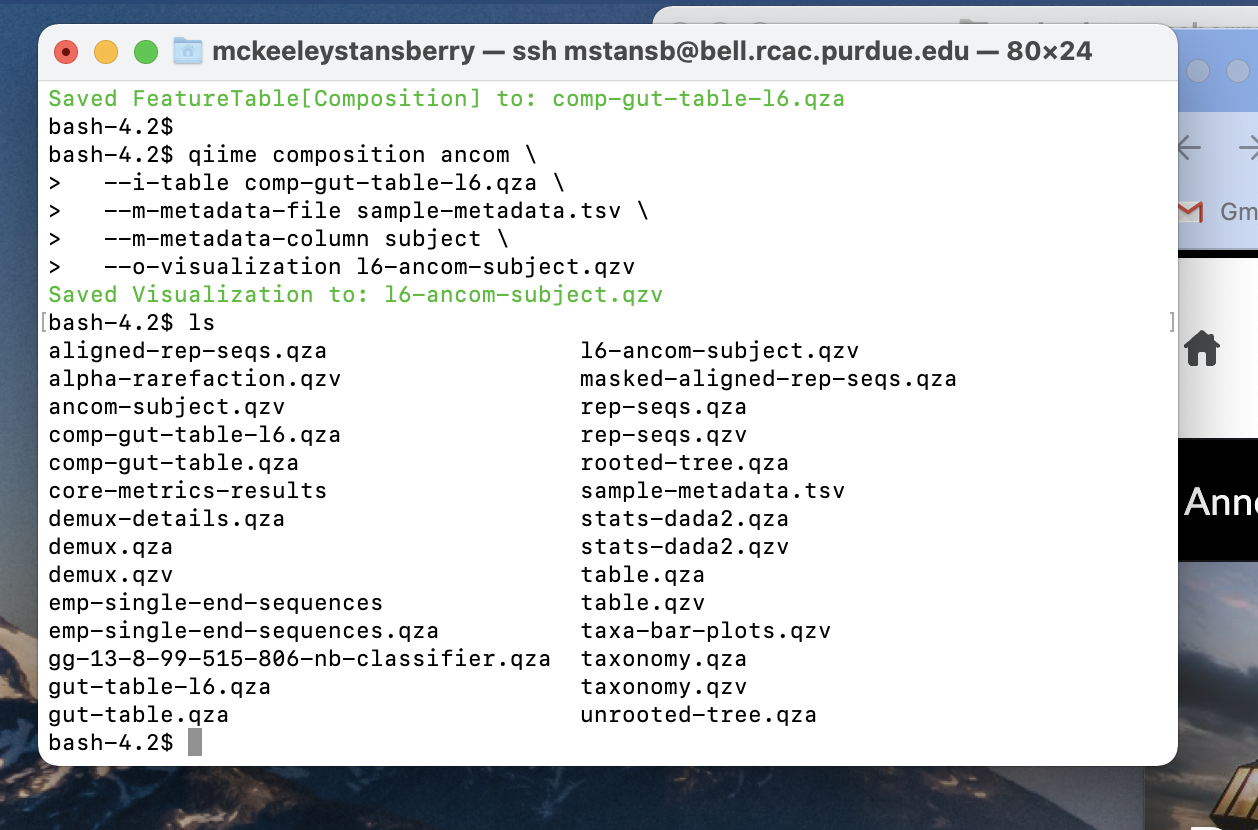 mckeeleystansberry — ssh mstansb@bell.rcac.purdue.edu — 80×24
Saved FeatureTable[Composition] to: comp-gut-table-l6.qza
bash-4.2$
bash-4.2$ qiime composition ancom \
>   --i-table comp-gut-table-l6.qza \
>   --m-metadata-file sample-metadata.tsv \
>   --m-metadata-column subject \
>   --o-visualization l6-ancom-subject.qzv
Saved Visualization to: l6-ancom-subject.qzv
[bash-4.2$ ls ]
aligned-rep-seqs.qza l6-ancom-subject.qzv
alpha-rarefaction.qzv masked-aligned-rep-seqs.qza
ancom-subject.qzv rep-seqs.qza
comp-gut-table-l6.qza rep-seqs.qzv
comp-gut-table.qza rooted-tree.qza
core-metrics-results sample-metadata.tsv
demux-details.qza stats-dada2.qza
demux.qza stats-dada2.qzv
demux.qzv table.qza
emp-single-end-sequences table.qzv
emp-single-end-sequences.qza taxa-bar-plots.qzv
gg-13-8-99-515-806-nb-classifier.qza taxonomy.qza
gut-table-l6.qza taxonomy.qzv
gut-table.qza unrooted-tree.qza
bash-4.2$
Gm
Ann